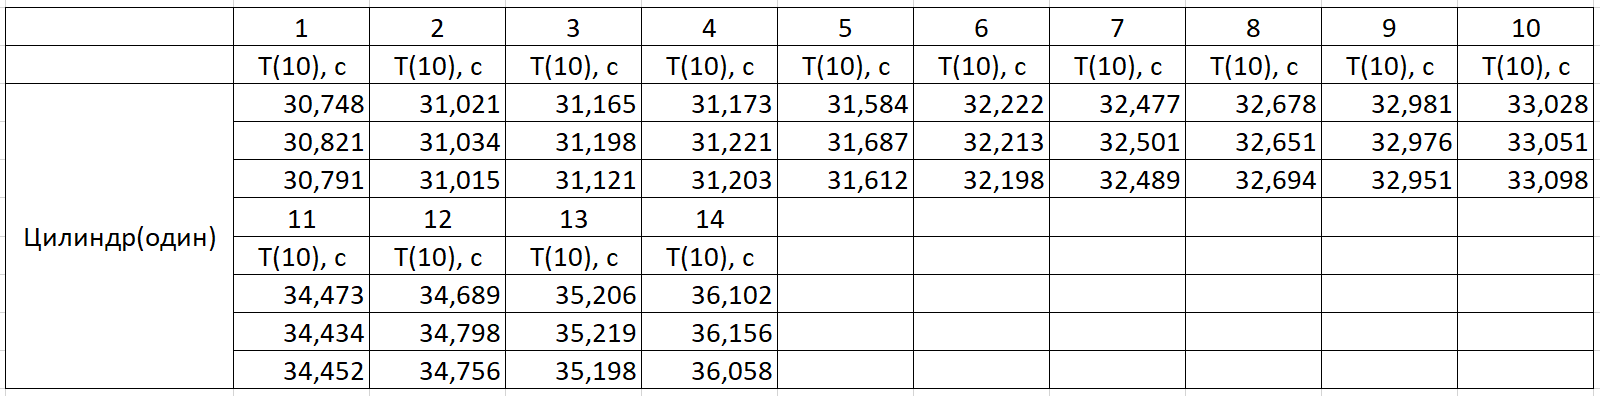 1 2 3 4 5 6 7 8 9 10
T(10), с T(10), с T(10), с T(10), с T(10), с T(10), с T(10), с T(10), с T(10), с T(10), с
30,748 31,021 31,165 31,173 31,584 32,222 32,477 32,678 32,981 33,028
30,821 31,034 31,198 31,221 31,687 32,213 32,501 32,651 32,976 33,051
30,791 31,015 31,121 31,203 31,612 32,198 32,489 32,694 32,951 33,098
11 12 13 14
Цилиндр(один)
T(10), с T(10), с T(10), с T(10), с
34,473 34,689 35,206 36,102
34,434 34,798 35,219 36,156
34,452 34,756 35,198 36,058